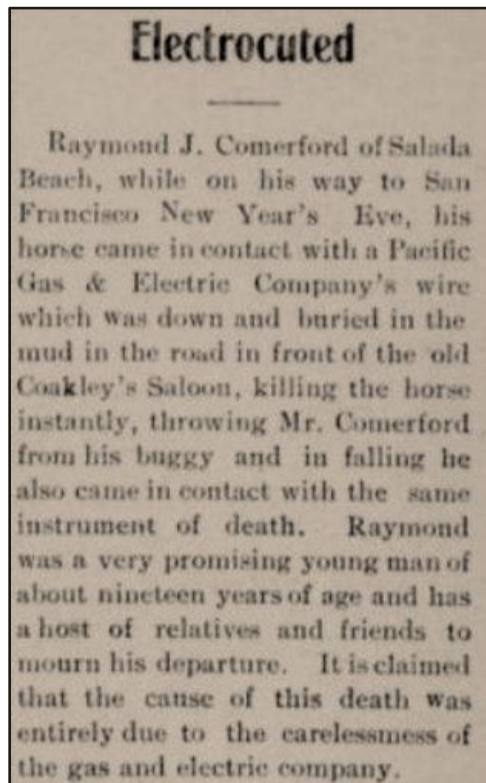 Electrocuted
Raymond J. Comerford of Salada
Beach, while on his way to San
Francisco New Year's Eve, his
horse came in contact with a Pacific
Gas & Electric Company's wire
which was down and buried in the
mud in the road in front of the old
Coakley's Saloon, killing the horse
instantly, throwing Mr. Comerford
from his buggy and in falling he
also came in contact with the same
instrument of death. Raymond
was a very promising young man of
about nineteen years of age and has
a host of relatives and friends to
mourn his departure. It is claimed
that the cause of this death was
entirely due to the carelessness of
the gas and electric company.